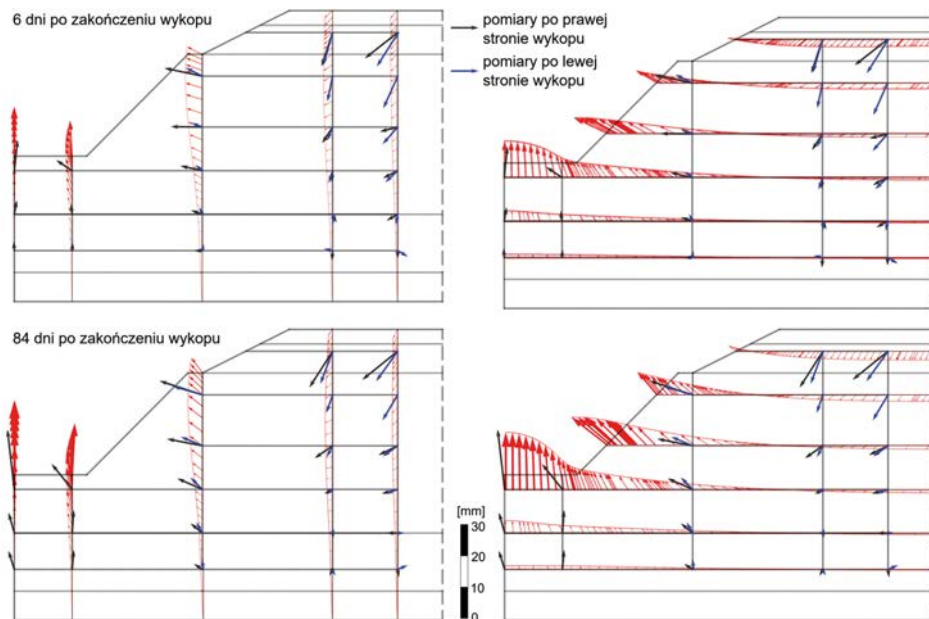 6 dni po zakończeniu wykopu
pomiary po prawej
stronie wykopu
pomiary po lewej
stronie wykopu
84 dni po zakończeniu wykopu
[mm]
30
20
10
0